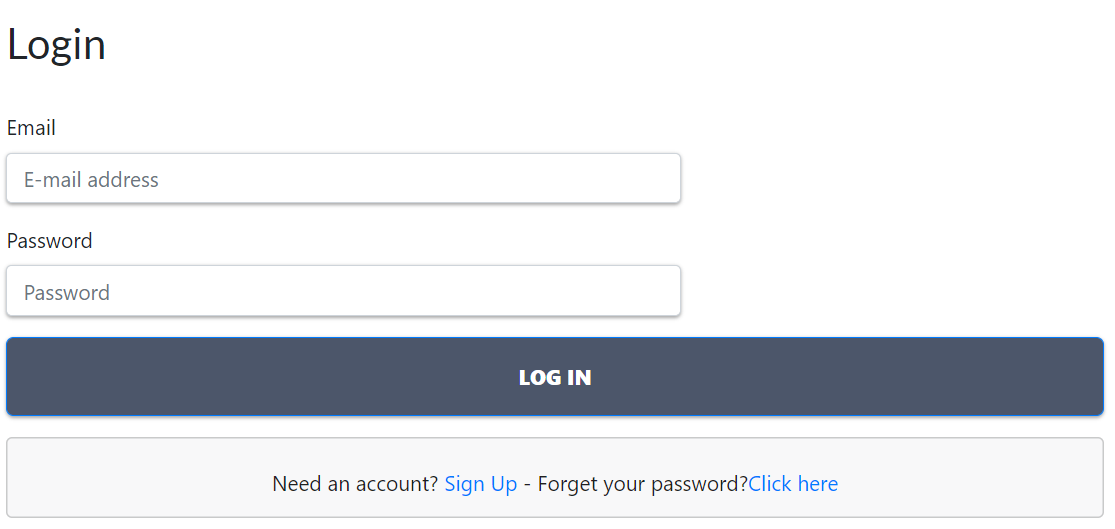 Login
Email
E-mail address
Password
Password
LOG IN
Need an account? Sign Up - Forget your password?Click here